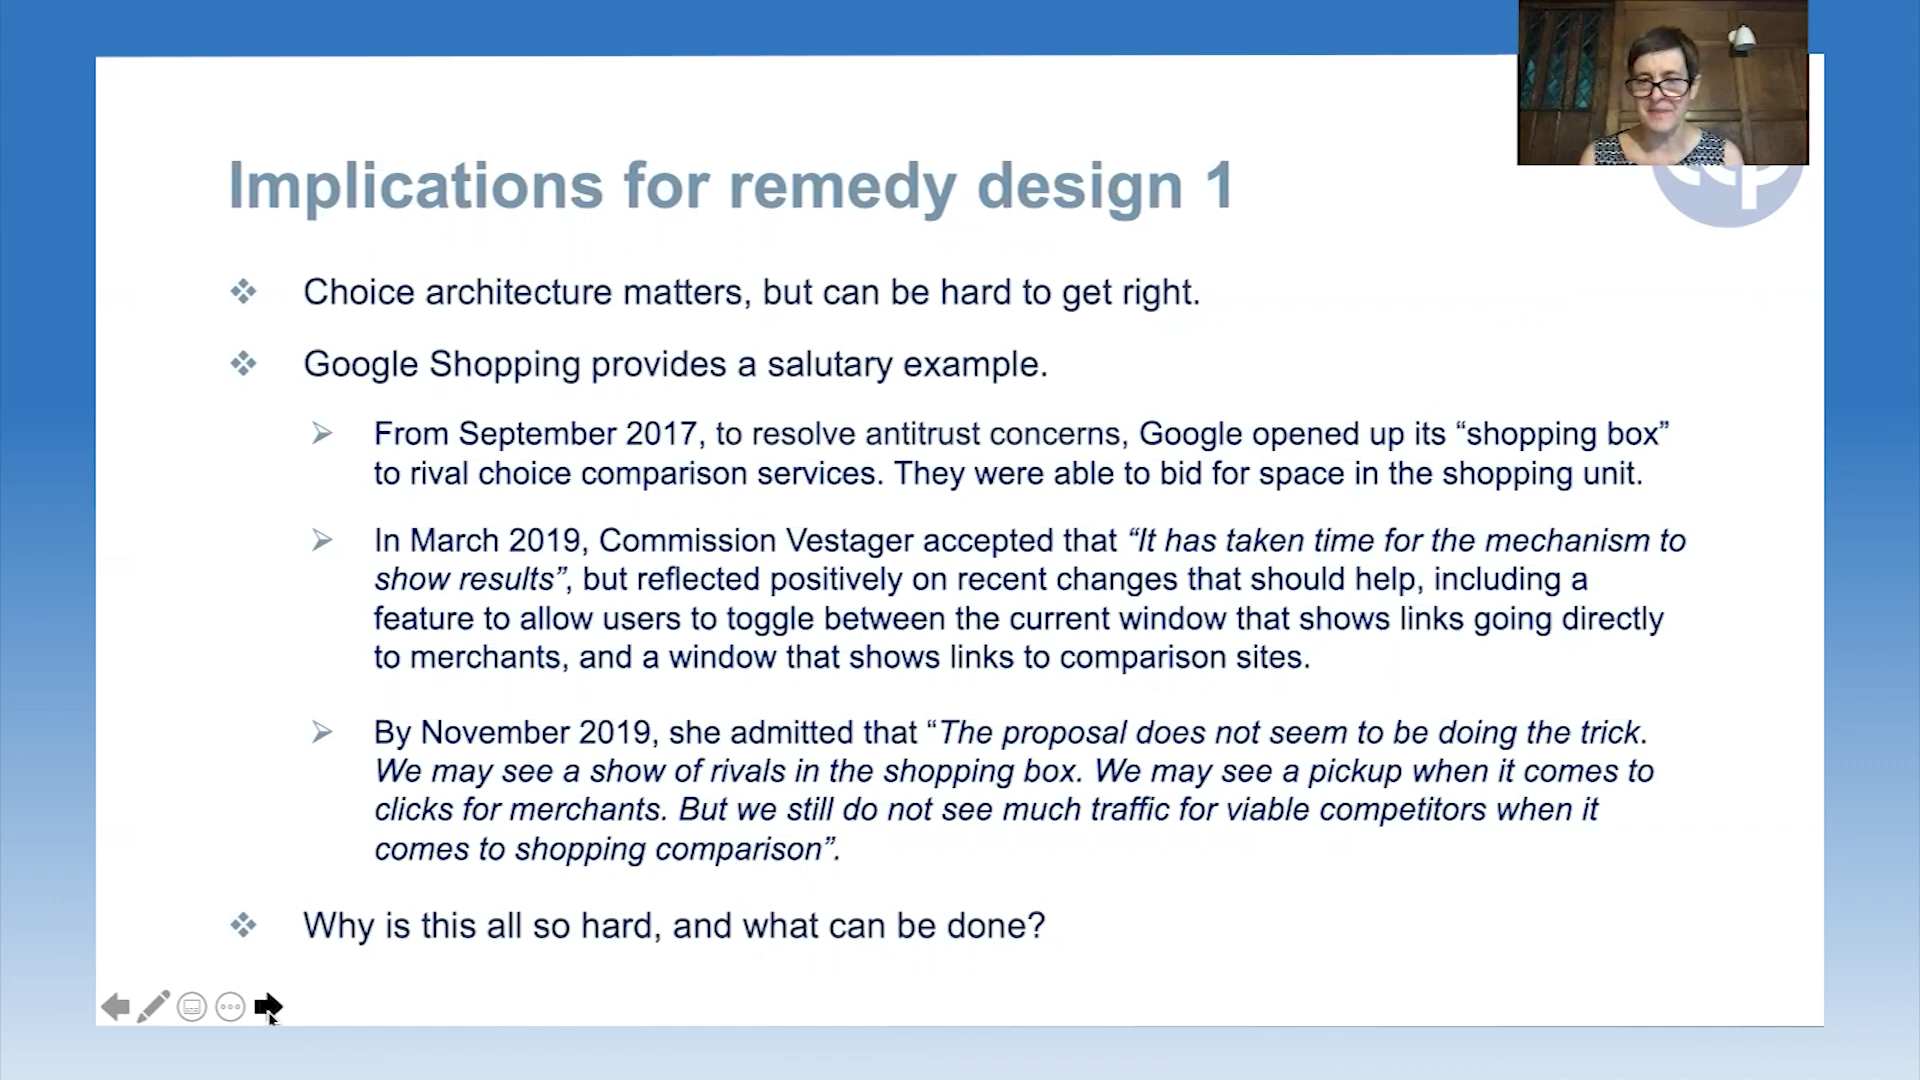 Implications for remedy design 1
Choice architecture matters, but can be hard to get right.
Google Shopping provides a salutary example.
From September 2017, to resolve antitrust concerns, Google opened up its “shopping box”
to rival choice comparison services. They were able to bid for space in the shopping unit.
In March 2019, Commission Vestager accepted that “It has taken time for the mechanism to
show results”, but reflected positively on recent changes that should help, including a
feature to allow users to toggle between the current window that shows links going directly
to merchants, and a window that shows links to comparison sites.
By November 2019, she admitted that “The proposal does not seem to be doing the trick.
We may see a show of rivals in the shopping box. We may see a pickup when it comes to
clicks for merchants. But we still do not see much traffic for viable competitors when it
comes to shopping comparison”.
Why is this all so hard, and what can be done?